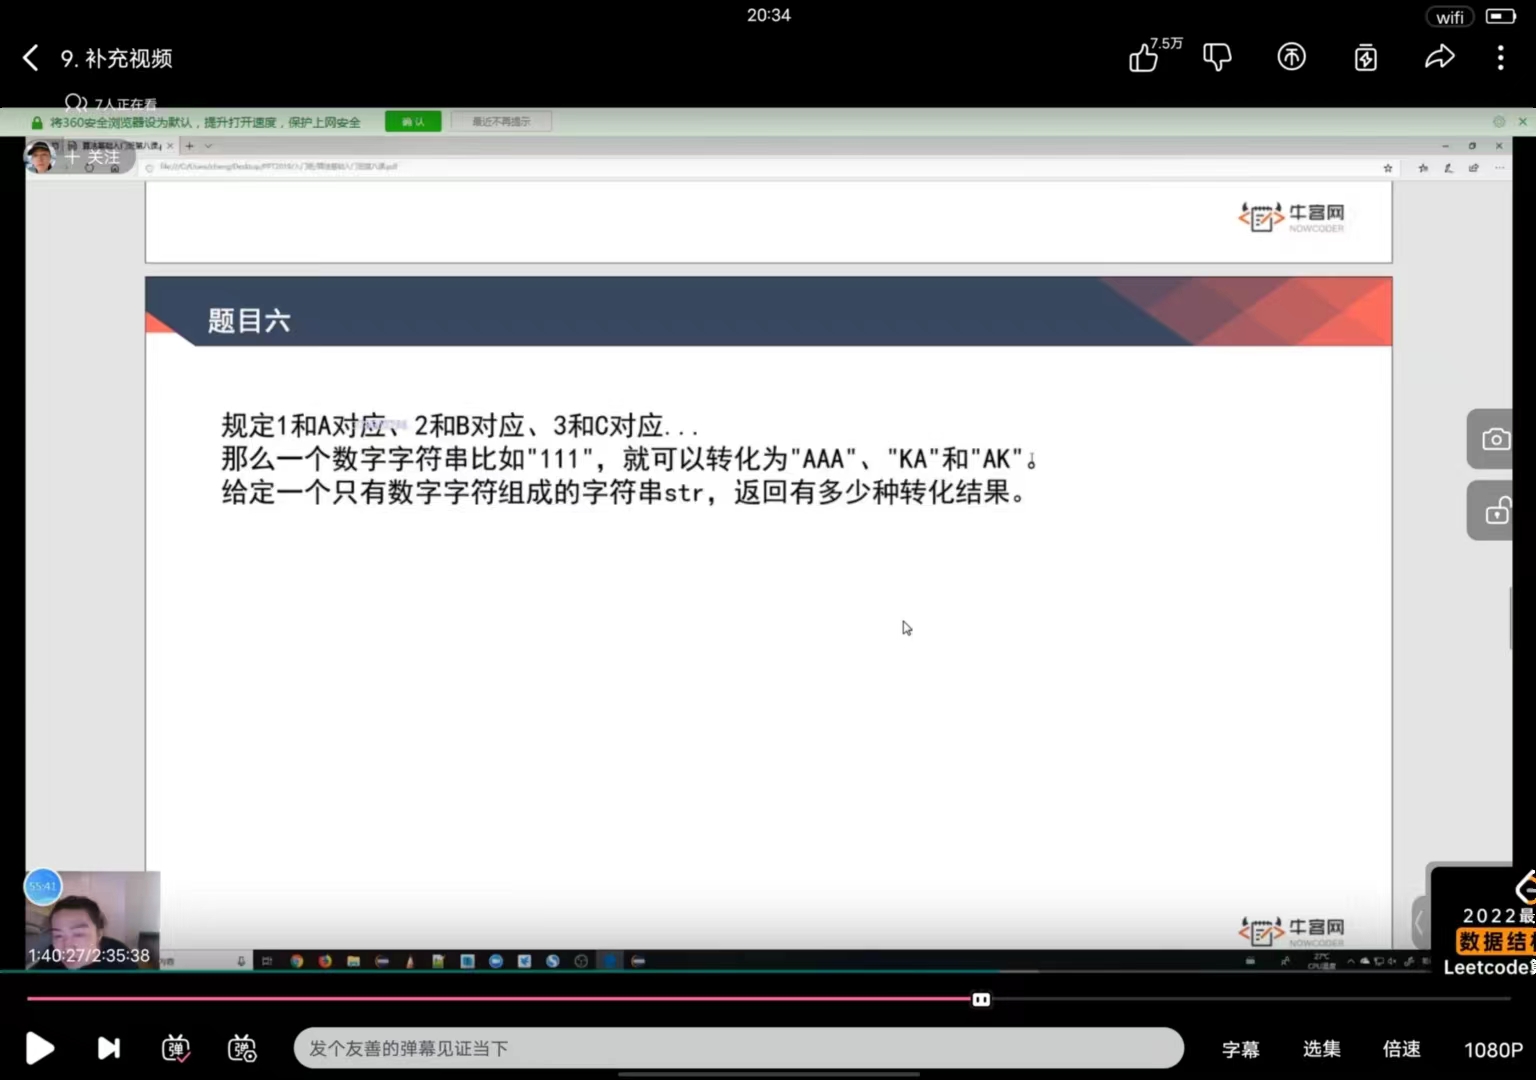 20:34
wifi
9. 补充视频
7.5万
7人正在看
将360安全浏览器设为默认，提升打开速度，保护上网安全
确认
最近不再提示
+ 关注
牛客网
NOWCODER
题目六
规定1和A对应、2和B对应、3和C对应...
那么一个数字字符串比如"111"，就可以转化为"AAA"、"KA"和"AK"。
给定一个只有数字字符组成的字符串str，返回有多少种转化结果。
55:41
牛客网
NOWCODER
2022最
数据结
Leetcode
1:40:27/2:35:38
27℃
CPU温度
发个友善的弹幕见证当下
字幕
选集
倍速
1080P